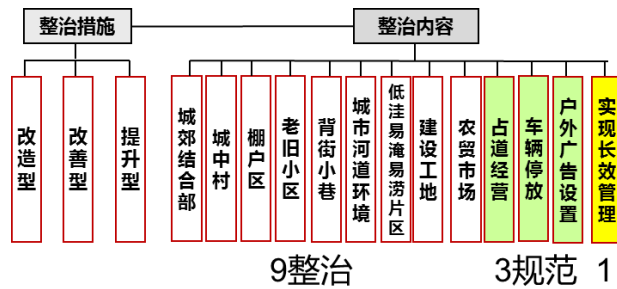 整治措施
整治内容
改造型
改善型
提升型
城郊结合部
城中村
棚户区
老旧小区
背街小巷
城市河道环境
低洼易淹易涝片区
建设工地
农贸市场
占道经营
车辆停放
户外广告设置
实现长效管理
9整治
3规范
1